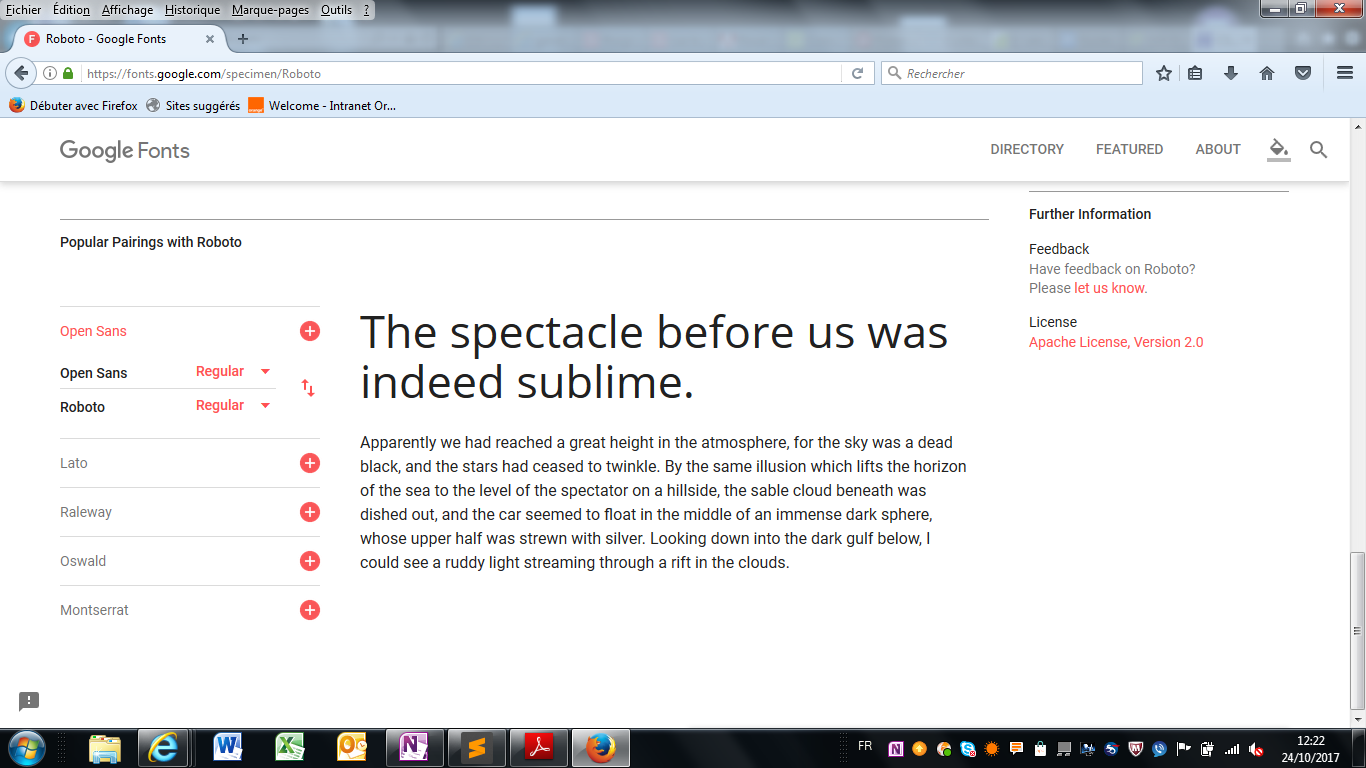 Fichier Édition Affichage Historique Marque-pages Outils ?
Roboto - Google Fonts
https://fonts.google.com/specimen/Roboto
Rechercher
Débuter avec Firefox Sites suggérés Welcome - Intranet Or...
Google Fonts
DIRECTORY FEATURED ABOUT
Popular Pairings with Roboto
Open Sans
Open Sans Regular
Roboto Regular
Lato
Raleway
Oswald
Montserrat
The spectacle before us was
indeed sublime.
Apparently we had reached a great height in the atmosphere, for the sky was a dead
black, and the stars had ceased to twinkle. By the same illusion which lifts the horizon
of the sea to the level of the spectator on a hillside, the sable cloud beneath was
dished out, and the car seemed to float in the middle of an immense dark sphere,
whose upper half was strewn with silver. Looking down into the dark gulf below, I
could see a ruddy light streaming through a rift in the clouds.
Further Information
Feedback
Have feedback on Roboto?
Please let us know.
License
Apache License, Version 2.0
FR
12:22
24/10/2017